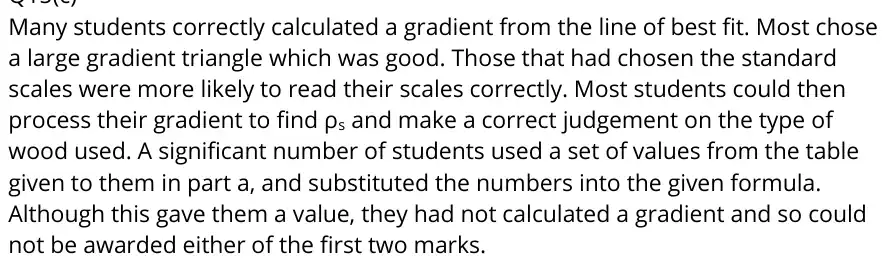 Many students correctly calculated a gradient from the line of best fit. Most chose
a large gradient triangle which was good. Those that had chosen the standard
scales were more likely to read their scales correctly. Most students could then
process their gradient to find ρₛ and make a correct judgement on the type of
wood used. A significant number of students used a set of values from the table
given to them in part a, and substituted the numbers into the given formula.
Although this gave them a value, they had not calculated a gradient and so could
not be awarded either of the first two marks.